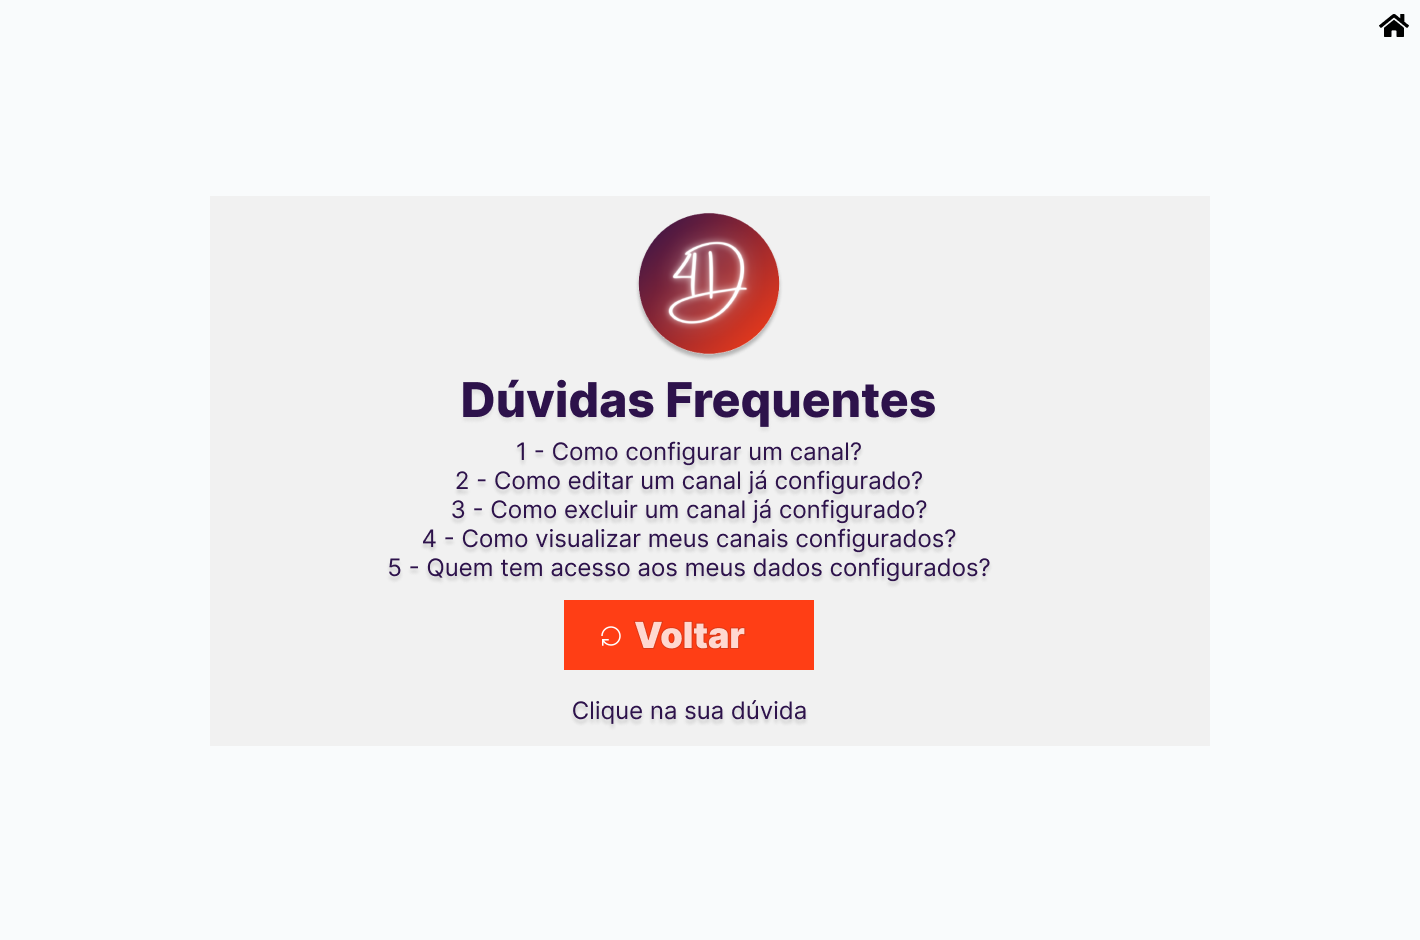 4D
Dúvidas Frequentes
1 - Como configurar um canal?
2 - Como editar um canal já configurado?
3 - Como excluir um canal já configurado?
4 - Como visualizar meus canais configurados?
5 - Quem tem acesso aos meus dados configurados?
Voltar
Clique na sua dúvida